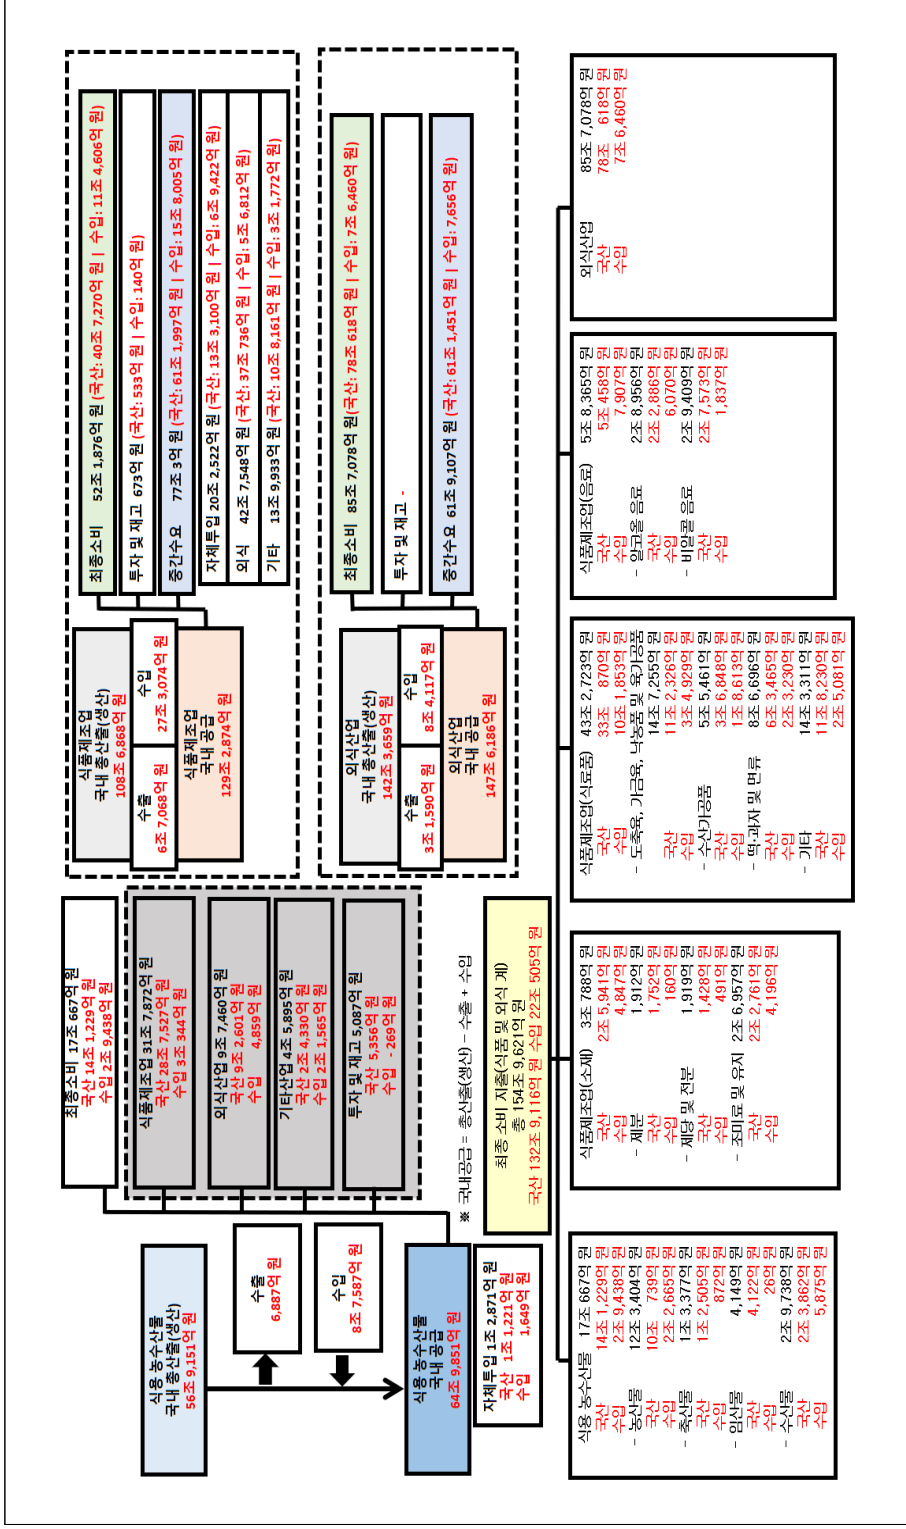 식용 농수산물
국내 총산출(생산)
56조 9,151억 원
수출
6,887억 원
수입
8조 7,587억 원
식용 농수산물
국내 공급
64조 9,851억 원
자체투입 1조 2,871억 원
국산 1조 1,221억 원
수입 1,649억 원
최종소비 17조 667억 원
국산 14조 1,229억 원
수입 2조 9,438억 원
식품제조업 31조 7,872억 원
국산 28조 7,527억 원
수입 3조 344억 원
외식산업 9조 7,460억 원
국산 9조 2,601억 원
수입 4,859억 원
기타산업 4조 5,895억 원
국산 2조 4,330억 원
수입 2조 1,565억 원
투자 및 재고 5,087억 원
국산 5,356억 원
수입 -269억 원
※ 국내공급 = 총산출(생산) - 수출 + 수입
식품제조업
국내 총산출(생산)
108조 6,868억 원
수출
6조 7,068억 원
수입
27조 3,074억 원
식품제조업
국내 공급
129조 2,874억 원
최종소비 52조 1,876억 원 (국산: 40조 7,270억 원 | 수입: 11조 4,606억 원)
투자 및 재고 673억 원 (국산: 533억 원 | 수입: 140억 원)
중간수요 77조 3억 원 (국산: 61조 1,997억 원 | 수입: 15조 8,005억 원)
자체투입 20조 2,522억 원 (국산: 13조 3,100억 원 | 수입: 6조 9,422억 원)
외식 42조 7,548억 원 (국산: 37조 736억 원 | 수입: 5조 6,812억 원)
기타 13조 9,933억 원 (국산: 10조 8,161억 원 | 수입: 3조 1,772억 원)
외식산업
국내 총산출(생산)
142조 3,659억 원
수출
3조 1,590억 원
수입
8조 4,117억 원
외식산업
국내 공급
147조 6,186억 원
최종소비 85조 7,078억 원(국산: 78조 618억 원 | 수입: 7조 6,460억 원)
투자 및 재고 -
중간수요 61조 9,107억 원 (국산: 61조 1,451억 원 | 수입: 7,656억 원)
최종 소비 지출(식품 및 외식 계)
총 154조 9,621억 원
국산 132조 9,116억 원 수입 22조 505억 원
식용 농수산물 17조 667억 원
국산 14조 1,229억 원
수입 2조 9,438억 원
- 농산물 12조 3,404억 원
국산 10조 739억 원
수입 2조 2,665억 원
- 축산물 1조 3,377억 원
국산 1조 2,505억 원
수입 872억 원
- 임산물 4,149억 원
국산 4,122억 원
수입 26억 원
- 수산물 2조 9,738억 원
국산 2조 3,862억 원
수입 5,875억 원
식품제조업(소재) 3조 788억 원
국산 2조 5,941억 원
수입 4,847억 원
- 제분 1,912억 원
국산 1,752억 원
수입 160억 원
- 제당 및 전분 1,919억 원
국산 1,428억 원
수입 491억 원
- 조미료 및 유지 2조 6,957억 원
국산 2조 2,761억 원
수입 4,196억 원
식품제조업(식료품) 43조 2,723억 원
국산 33조 870억 원
수입 10조 1,853억 원
- 도축육, 가금육, 낙농품 및 육가공품
14조 7,255억 원
국산 11조 2,326억 원
수입 3조 4,929억 원
- 수산가공품 5조 5,461억 원
국산 3조 6,848억 원
수입 1조 8,613억 원
- 떡·과자 및 면류 8조 6,696억 원
국산 6조 3,465억 원
수입 2조 3,230억 원
- 기타 14조 3,311억 원
국산 11조 8,230억 원
수입 2조 5,081억 원
식품제조업(음료) 5조 8,365억 원
국산 5조 458억 원
수입 7,907억 원
- 알코올 음료 2조 8,956억 원
국산 2조 2,886억 원
수입 6,070억 원
- 비알콜 음료 2조 9,409억 원
국산 2조 7,573억 원
수입 1,837억 원
외식산업 85조 7,078억 원
국산 78조 618억 원
수입 7조 6,460억 원